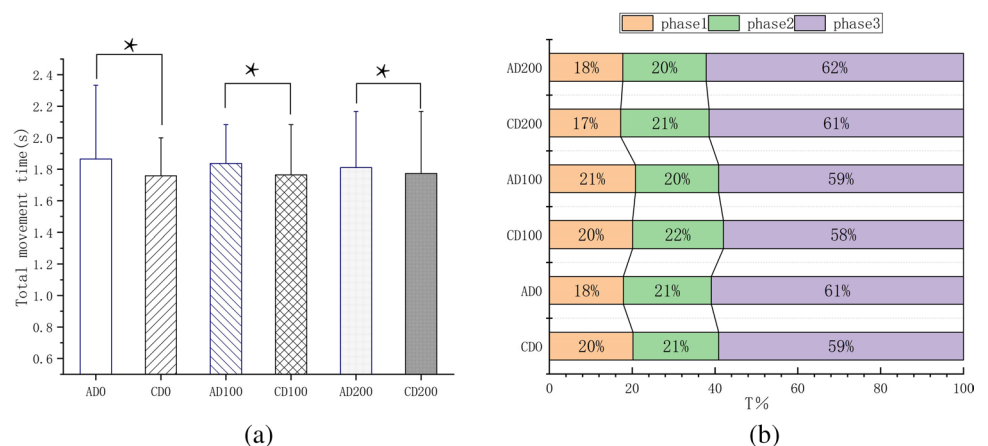 phase1 phase2 phase3
Total movement time(s)
2.4
2.2
2.0
1.8
1.6
1.4
1.2
1.0
0.8
0.6
AD0 CD0 AD100 CD100 AD200 CD200
(a)
AD200 18% 20% 62%
CD200 17% 21% 61%
AD100 21% 20% 59%
CD100 20% 22% 58%
AD0 18% 21% 61%
CD0 20% 21% 59%
0 20 40 60 80 100
T%
(b)